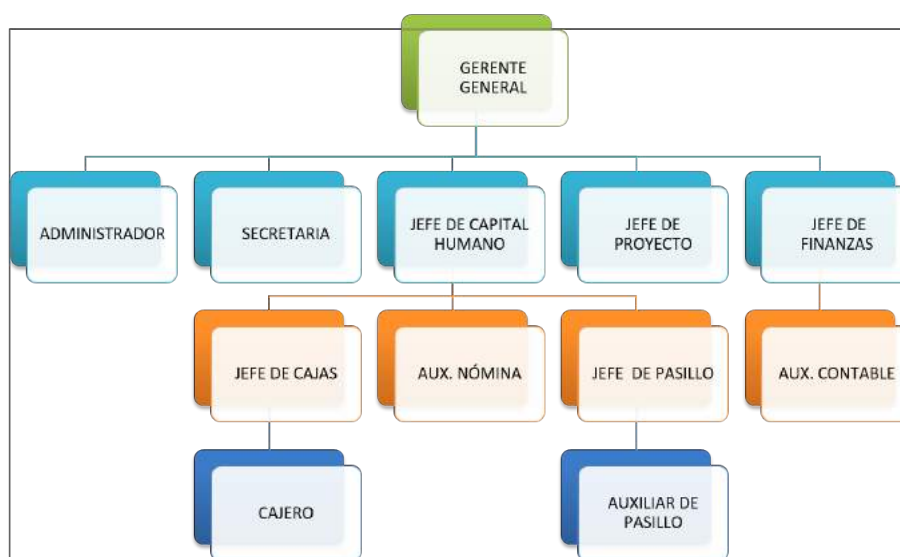 GERENTE
GENERAL
ADMINISTRADOR
SECRETARIA
JEFE DE CAPITAL
HUMANO
JEFE DE
PROYECTO
JEFE DE
FINANZAS
JEFE DE CAJAS
AUX. NÓMINA
JEFE DE PASILLO
AUX. CONTABLE
CAJERO
AUXILIAR DE
PASILLO